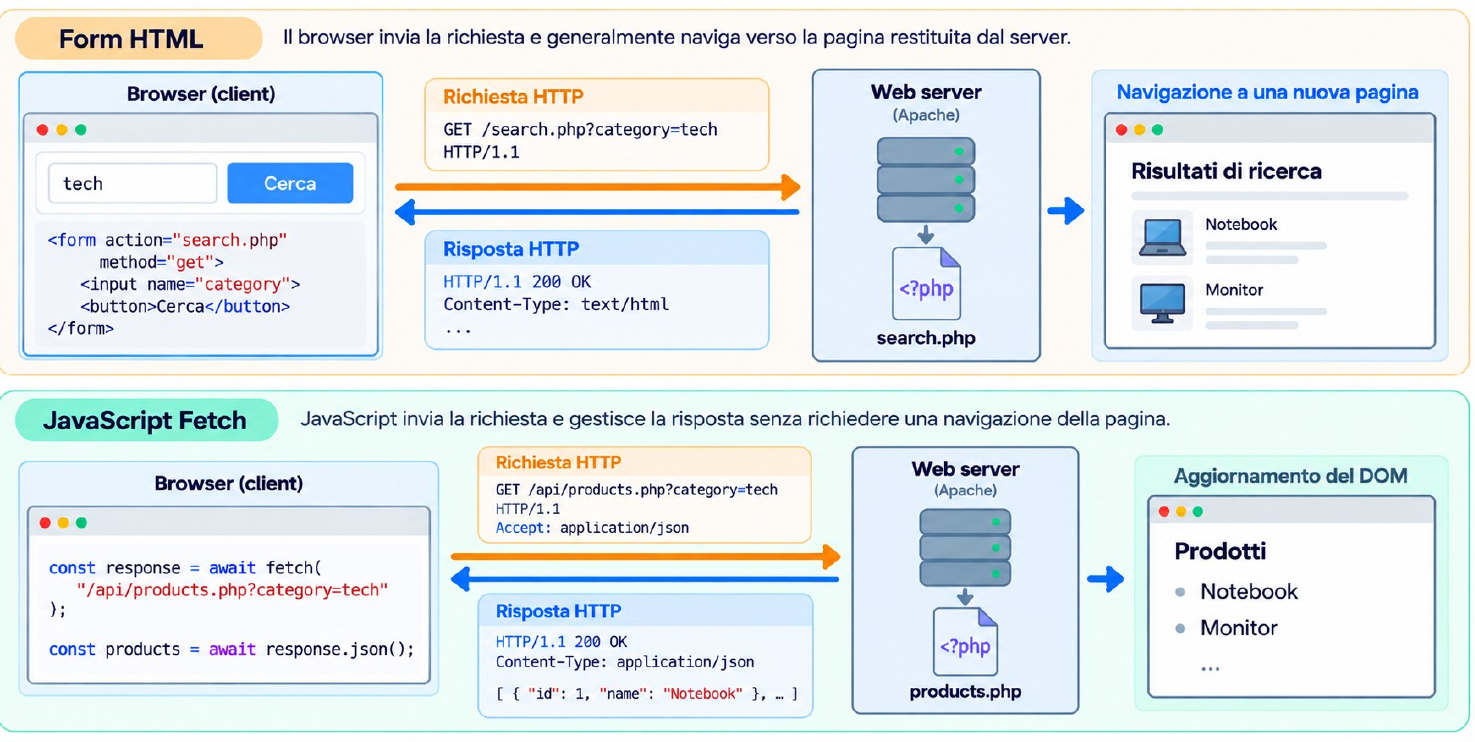 Form HTML
Il browser invia la richiesta e generalmente naviga verso la pagina restituita dal server.
Browser (client)
tech
Cerca
<form action="search.php"
method="get">
<input name="category">
<button>Cerca</button>
</form>
Richiesta HTTP
GET /search.php?category=tech
HTTP/1.1
Risposta HTTP
HTTP/1.1 200 OK
Content-Type: text/html
...
Web server
(Apache)
<?php
search.php
Navigazione a una nuova pagina
Risultati di ricerca
Notebook
Monitor
JavaScript Fetch
JavaScript invia la richiesta e gestisce la risposta senza richiedere una navigazione della pagina.
Browser (client)
const response = await fetch(
"/api/products.php?category=tech"
);
const products = await response.json();
Richiesta HTTP
GET /api/products.php?category=tech
HTTP/1.1
Accept: application/json
Risposta HTTP
HTTP/1.1 200 OK
Content-Type: application/json
[ { "id": 1, "name": "Notebook" }, … ]
Web server
(Apache)
<?php
products.php
Aggiornamento del DOM
Prodotti
• Notebook
• Monitor
...